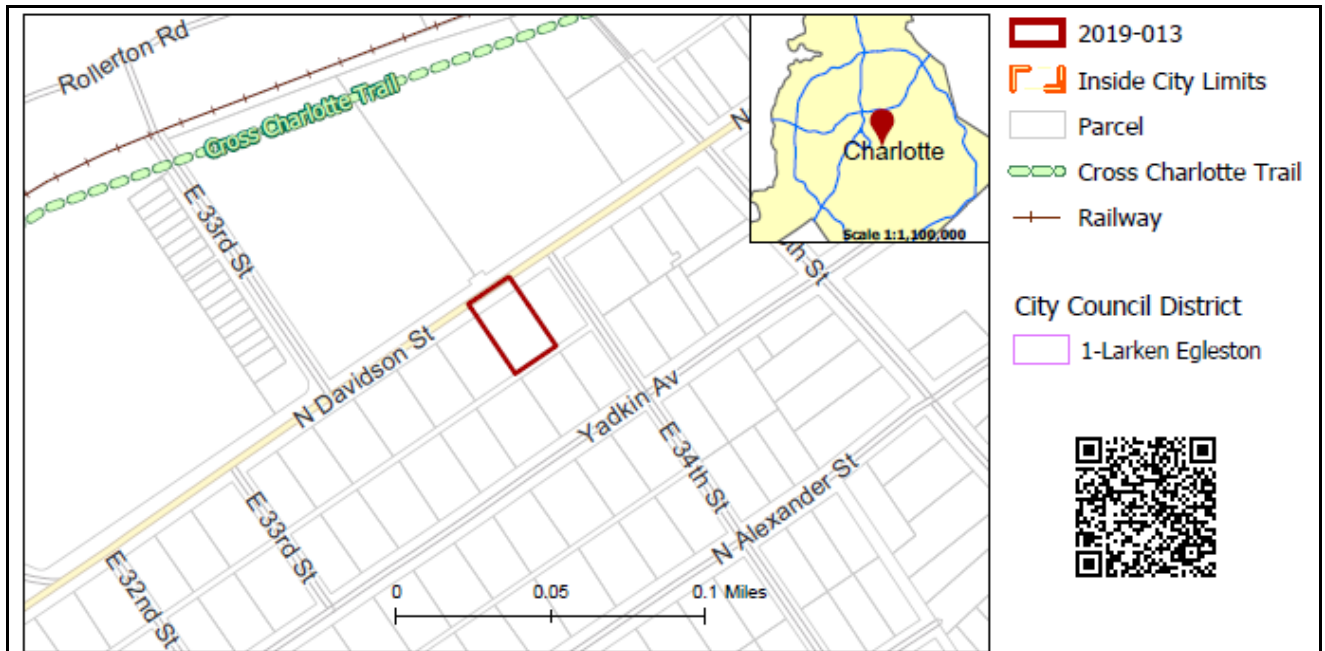 Rollerton Rd
Cross Charlotte Trail
N
E 33rd St
N Davidson St
Yadkin Av
E 34th St
N Alexander St
E 33rd St
E 32nd St
th St
0 0.05 0.1 Miles
Charlotte
Scale 1:1,100,000
2019-013
Inside City Limits
Parcel
Cross Charlotte Trail
Railway
City Council District
1-Larken Egleston